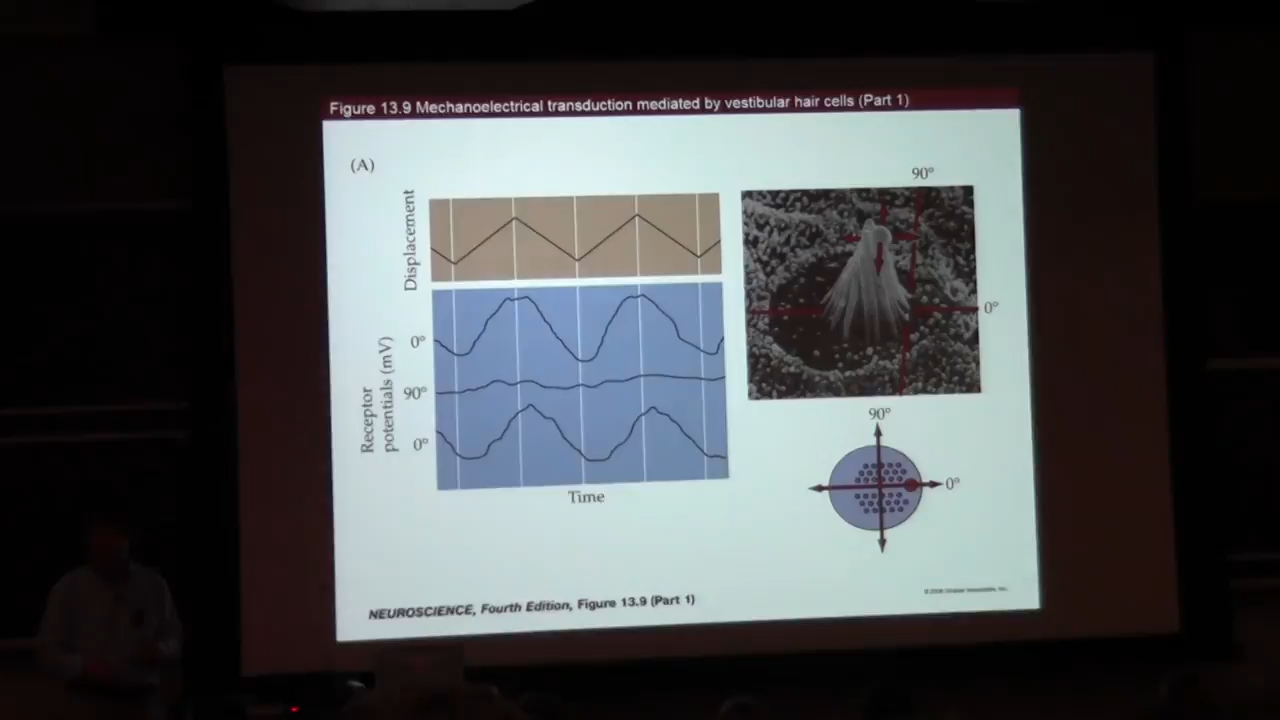 Figure 13.9 Mechanoelectrical transduction mediated by vestibular hair cells (Part 1)
(A)
Displacement
Receptor
potentials (mV)
0°
90°
0°
Time
90°
0°
90°
0°
NEUROSCIENCE, Fourth Edition, Figure 13.9 (Part 1)